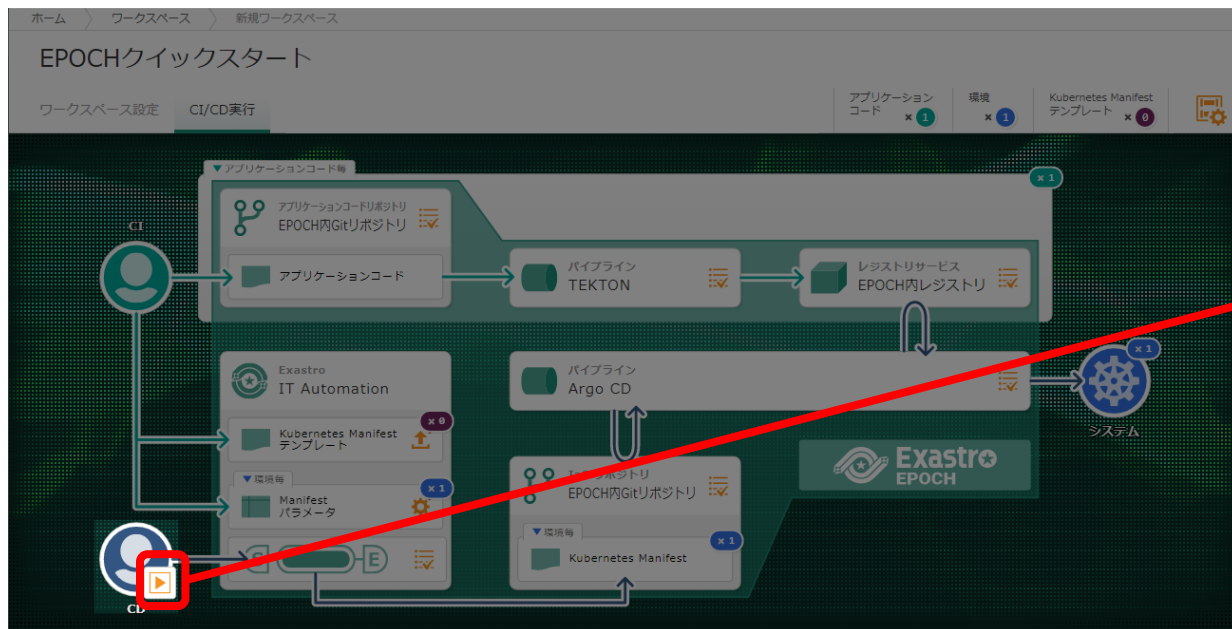 ホーム 〉 ワークスペース 〉 新規ワークスペース
EPOCHクイックスタート
ワークスペース設定
CI/CD実行
アプリケーション
コード ×1
環境
×1
Kubernetes Manifest
テンプレート ×0
▼アプリケーションコード毎
×1
CI
アプリケーションコードリポジトリ
EPOCH内Gitリポジトリ
アプリケーションコード
パイプライン
TEKTON
レジストリサービス
EPOCH内レジストリ
Exastro
IT Automation
パイプライン
Argo CD
×1
システム
×0
Kubernetes Manifest
テンプレート
▼環境毎
×1
Manifest
パラメータ
リポジトリ
EPOCH内Gitリポジトリ
Exastro
EPOCH
▼環境毎
×1
Kubernetes Manifest
S
E
CD